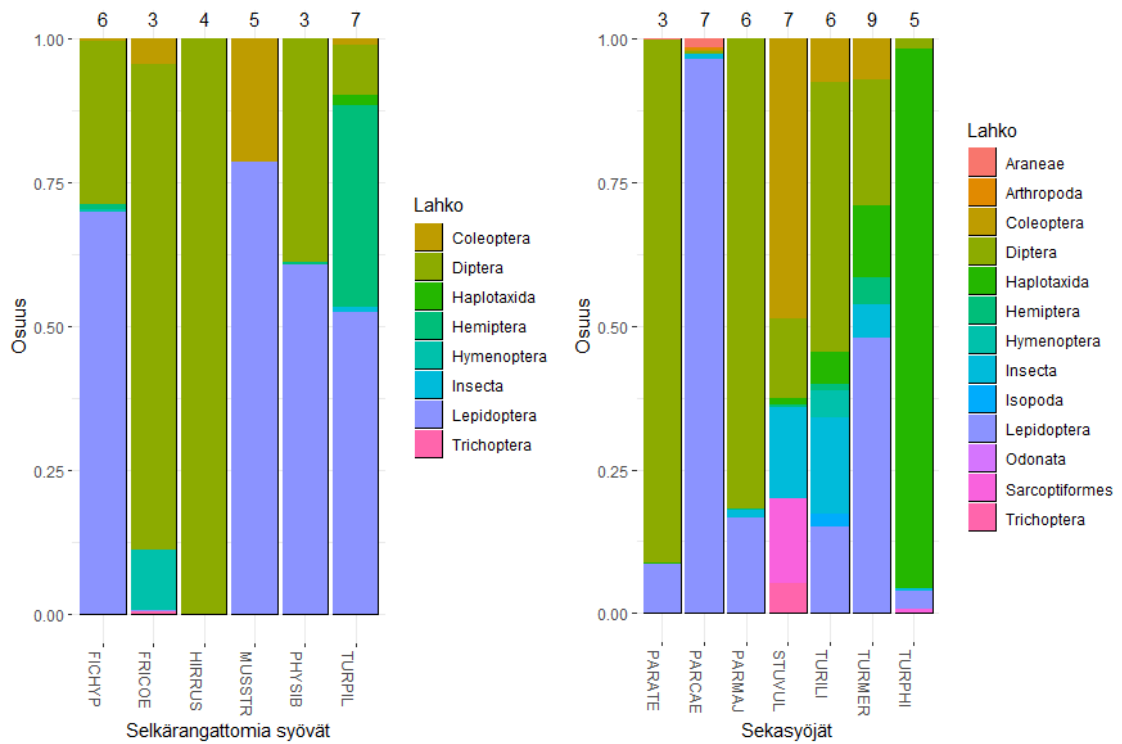 6 3 4 5 3 7
1.00
0.75
0.50
0.25
0.00
Osuus
FICHYP
FRICOE
HIRRUS
MUSSTR
PHYSIB
TURPIL
Selkärangattomia syövät
Lahko
Coleoptera
Diptera
Haplotaxida
Hemiptera
Hymenoptera
Insecta
Lepidoptera
Trichoptera
3 7 6 7 6 9 5
1.00
0.75
0.50
0.25
0.00
Osuus
PARATE
PARCAE
PARMAJ
STUVUL
TURILI
TURMER
TURPHI
Sekasyöjät
Lahko
Araneae
Arthropoda
Coleoptera
Diptera
Haplotaxida
Hemiptera
Hymenoptera
Insecta
Isopoda
Lepidoptera
Odonata
Sarcoptiformes
Trichoptera